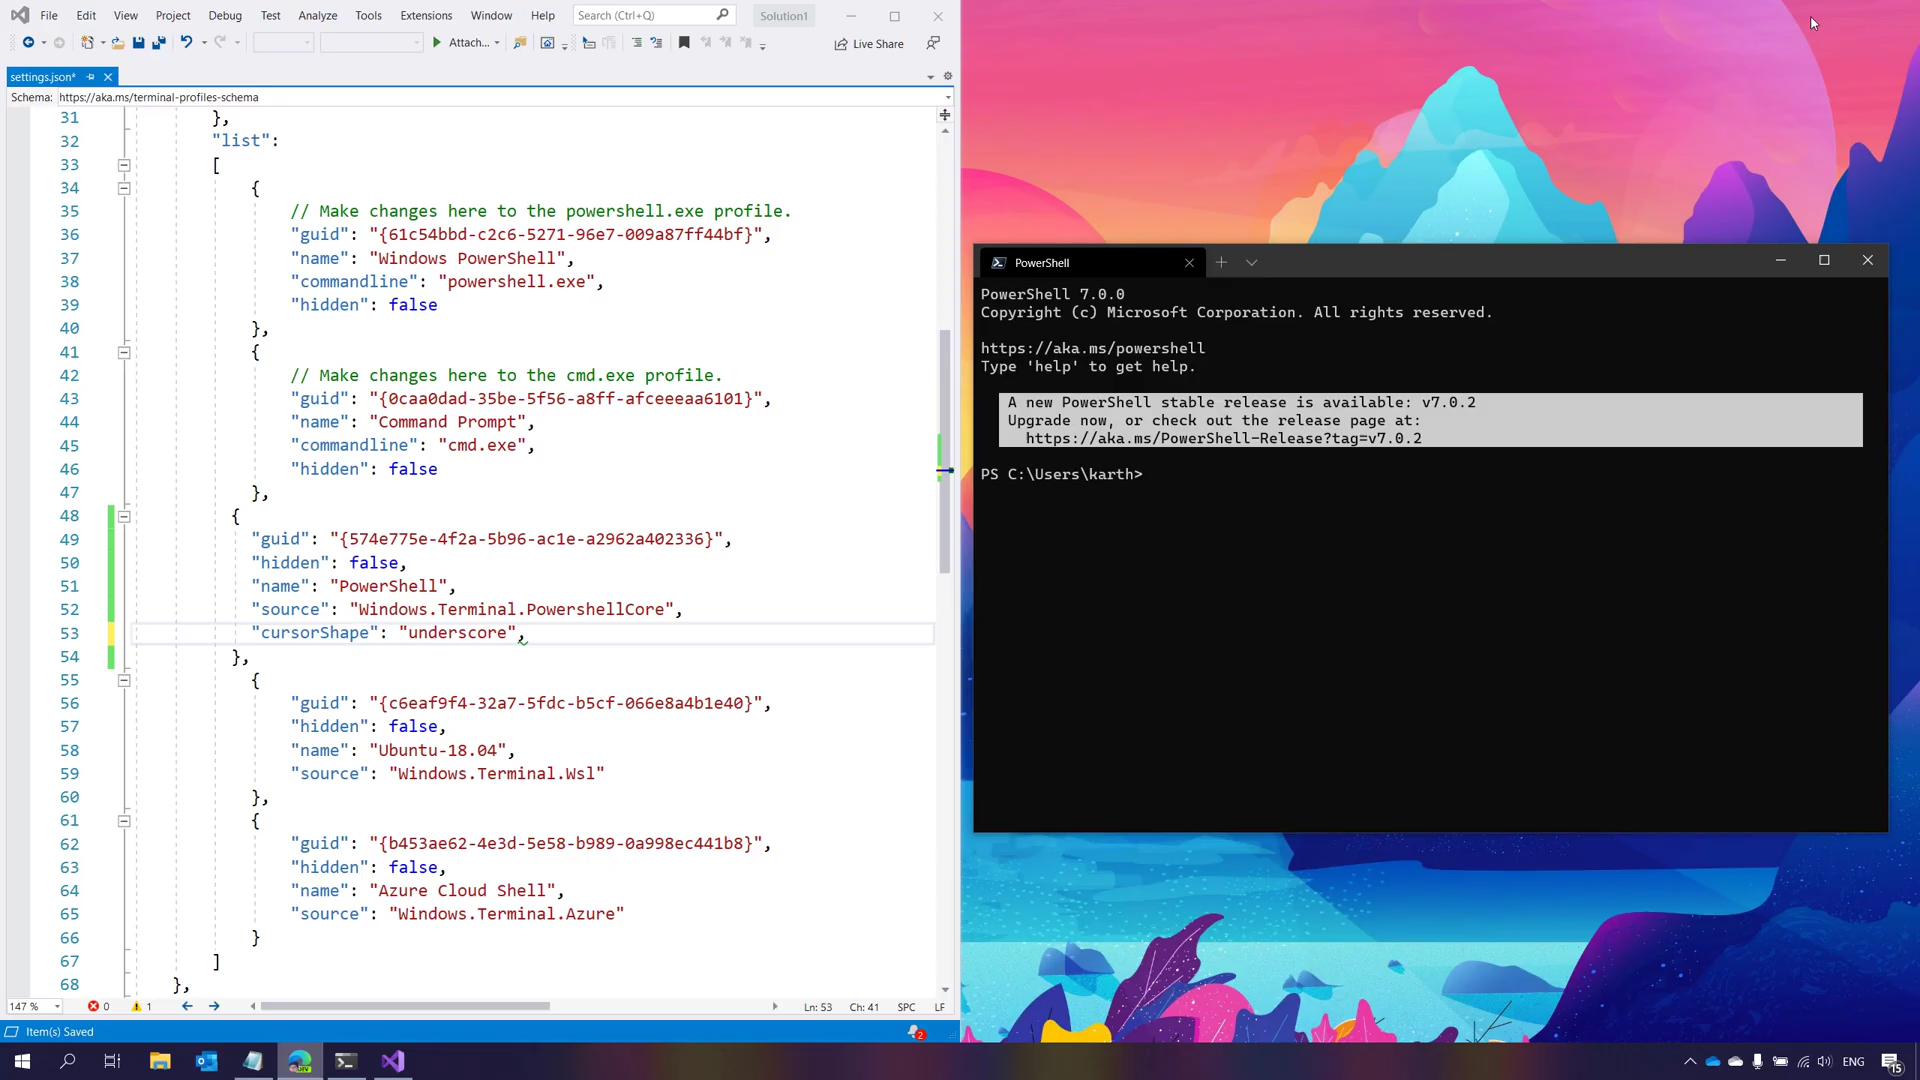 File Edit View Project Debug Test Analyze Tools Extensions Window Help Search (Ctrl+Q) Solution1
Attach... Live Share
settings.json*
Schema: https://aka.ms/terminal-profiles-schema
31 },
32 "list":
33 [
34 {
35 // Make changes here to the powershell.exe profile.
36 "guid": "{61c54bbd-c2c6-5271-96e7-009a87ff44bf}",
37 "name": "Windows PowerShell",
38 "commandline": "powershell.exe",
39 "hidden": false
40 },
41 {
42 // Make changes here to the cmd.exe profile.
43 "guid": "{0caa0dad-35be-5f56-a8ff-afceeeaa6101}",
44 "name": "Command Prompt",
45 "commandline": "cmd.exe",
46 "hidden": false
47 },
48 {
49 "guid": "{574e775e-4f2a-5b96-ac1e-a2962a402336}",
50 "hidden": false,
51 "name": "PowerShell",
52 "source": "Windows.Terminal.PowershellCore",
53 "cursorShape": "underscore",
54 },
55 {
56 "guid": "{c6eaf9f4-32a7-5fdc-b5cf-066e8a4b1e40}",
57 "hidden": false,
58 "name": "Ubuntu-18.04",
59 "source": "Windows.Terminal.Wsl"
60 },
61 {
62 "guid": "{b453ae62-4e3d-5e58-b989-0a998ec441b8}",
63 "hidden": false,
64 "name": "Azure Cloud Shell",
65 "source": "Windows.Terminal.Azure"
66 }
67 ]
68 },
147 % 0 1 Ln: 53 Ch: 41 SPC LF
Item(s) Saved 2
PowerShell
PowerShell 7.0.0
Copyright (c) Microsoft Corporation. All rights reserved.
https://aka.ms/powershell
Type 'help' to get help.
A new PowerShell stable release is available: v7.0.2
Upgrade now, or check out the release page at:
https://aka.ms/PowerShell-Release?tag=v7.0.2
PS C:\Users\karth>
DEV ENG 15